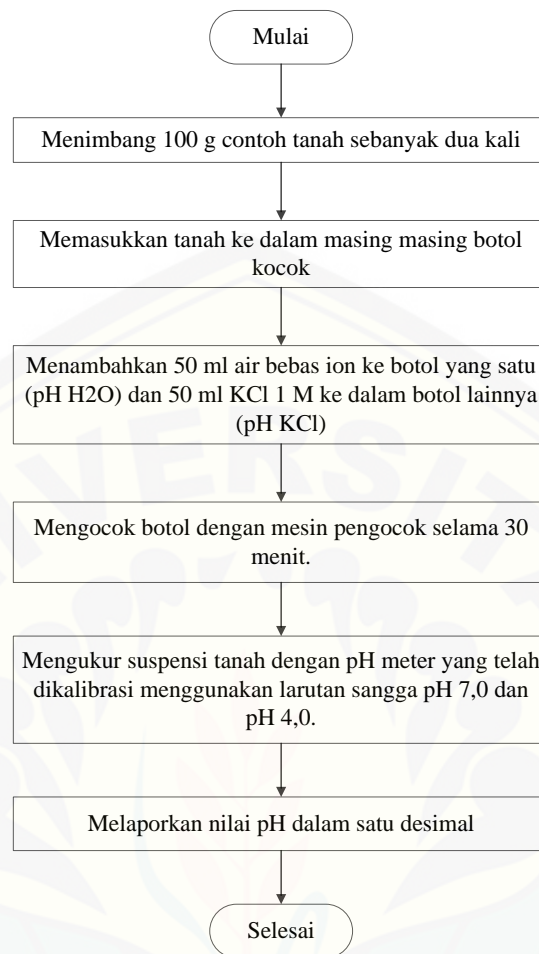 Mulai
Menimbang 100 g contoh tanah sebanyak dua kali
Memasukkan tanah ke dalam masing masing botol
kocok
Menambahkan 50 ml air bebas ion ke botol yang satu
(pH H2O) dan 50 ml KCl 1 M ke dalam botol lainnya
(pH KCl)
Mengocok botol dengan mesin pengocok selama 30
menit.
Mengukur suspensi tanah dengan pH meter yang telah
dikalibrasi menggunakan larutan sangga pH 7,0 dan
pH 4,0.
Melaporkan nilai pH dalam satu desimal
Selesai